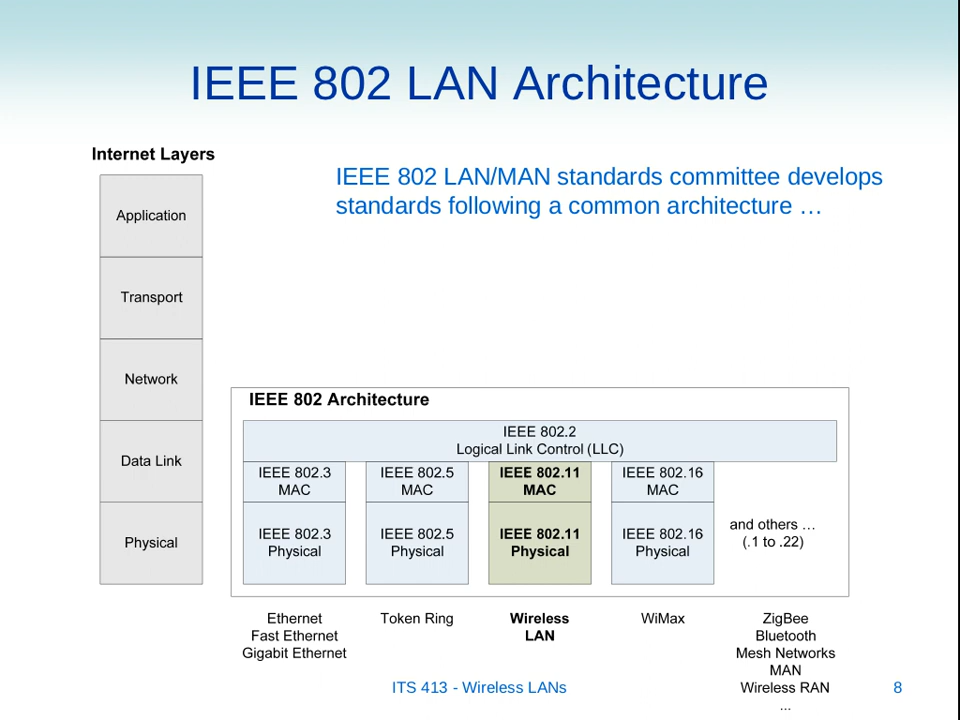 IEEE 802 LAN Architecture
Internet Layers
IEEE 802 LAN/MAN standards committee develops
standards following a common architecture …
Application
Transport
Network
Data Link
Physical
IEEE 802 Architecture
IEEE 802.2
Logical Link Control (LLC)
IEEE 802.3
MAC
IEEE 802.5
MAC
IEEE 802.11
MAC
IEEE 802.16
MAC
IEEE 802.3
Physical
IEEE 802.5
Physical
IEEE 802.11
Physical
IEEE 802.16
Physical
and others …
(.1 to .22)
Ethernet
Fast Ethernet
Gigabit Ethernet
Token Ring
Wireless
LAN
WiMax
ZigBee
Bluetooth
Mesh Networks
MAN
Wireless RAN
...
ITS 413 - Wireless LANs
8